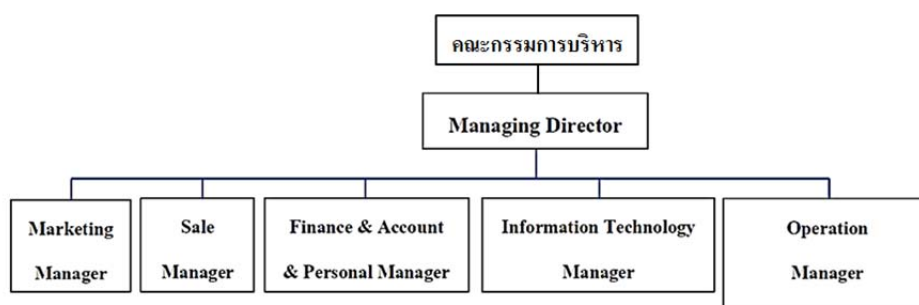 คณะกรรมการบริหาร
Managing Director
Marketing
Manager
Sale
Manager
Finance & Account
& Personal Manager
Information Technology
Manager
Operation
Manager